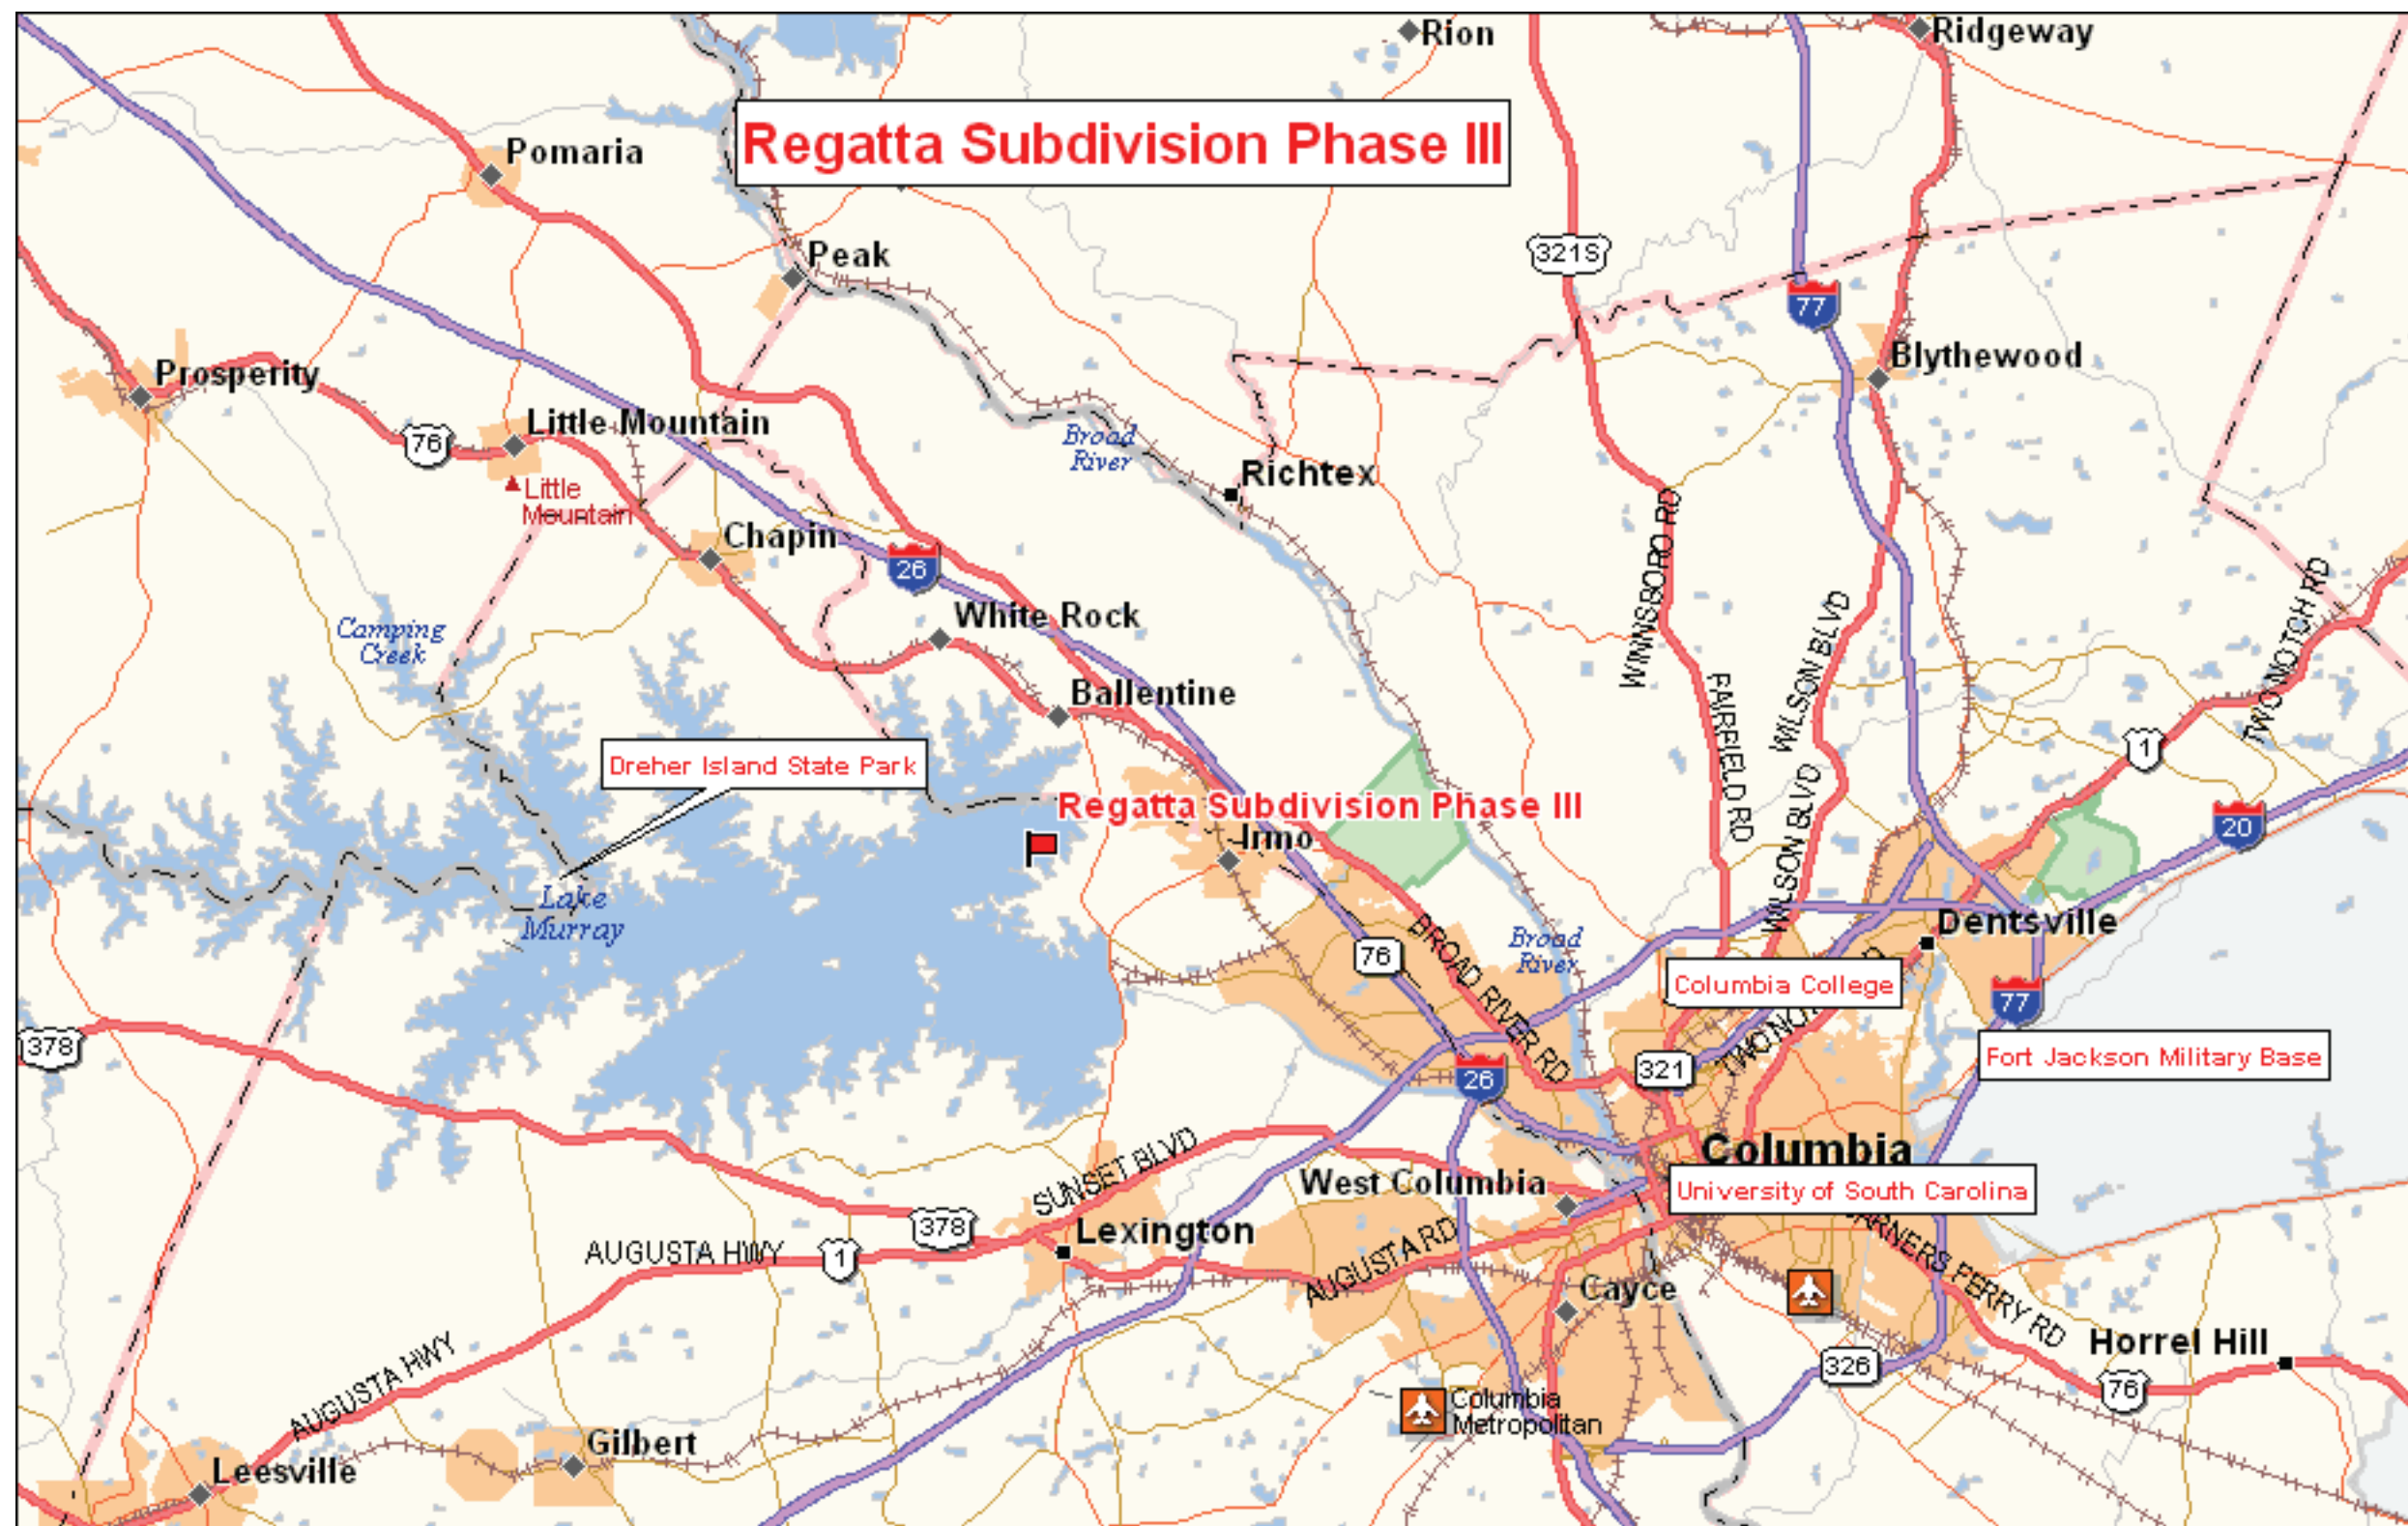 Rion
Ridgeway
Regatta Subdivision Phase III
Pomaria
Peak
321S
77
Blythewood
Prosperity
76
Little Mountain
Little
Mountain
Broad
River
Richtex
Chapin
26
WINNSBORO RD
TWO NOTCH RD
Camping
Creek
White Rock
WILSON BLVD
FAIRFIELD RD
Ballentine
1
Dreher Island State Park
Regatta Subdivision Phase III
Irmo
20
WILSON BLVD
Lake
Murray
Dentsville
76
BROAD RIVER RD
Broad
River
Columbia College
77
378
TWO NOT
Fort Jackson Military Base
26
321
Columbia
SUNSET BLVD
West Columbia
University of South Carolina
378
Lexington
AUGUSTA HWY
1
AUGUSTA RD
ARNERS FERRY RD
Cayce
Horrel Hill
326
76
AUGUSTA HWY
Columbia
Metropolitan
Gilbert
Leesville